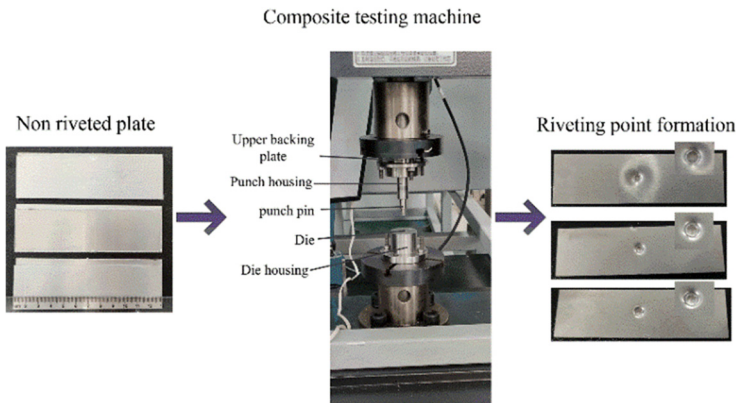 Composite testing machine
Non riveted plate
Upper backing
plate
Punch housing
punch pin
Die
Die housing
Riveting point formation